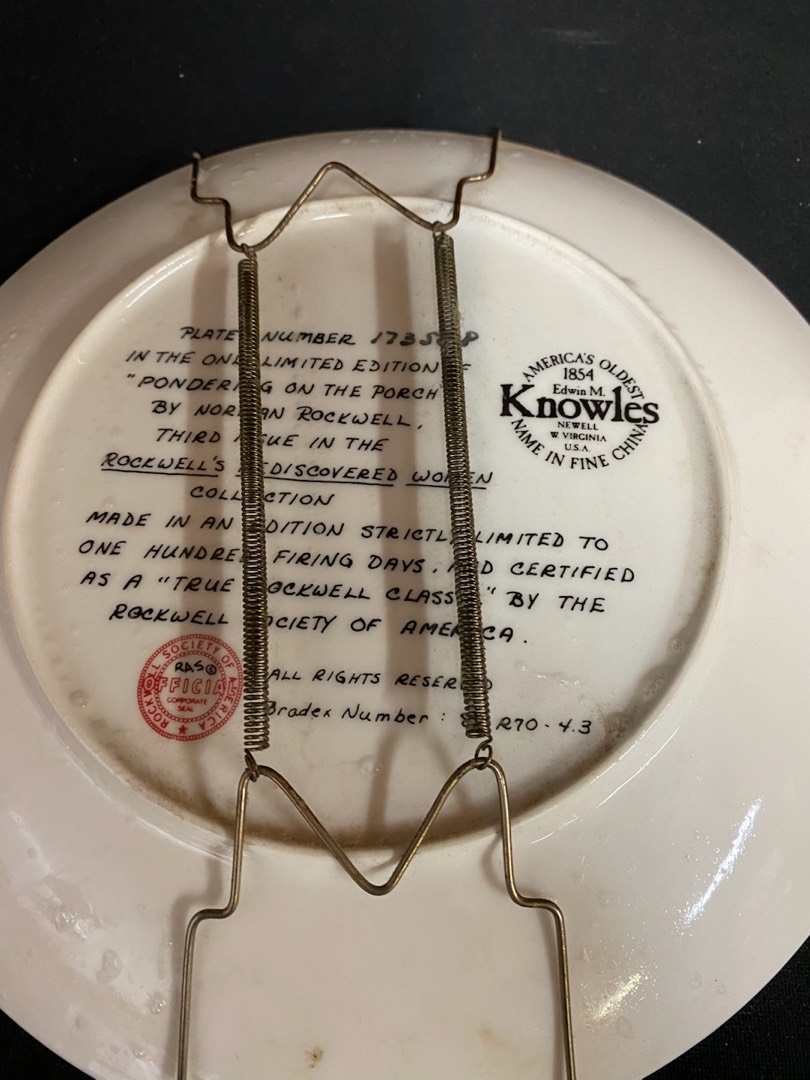 PLATE NUMBER
IN THE ONE LIMITED EDITION
"PONDERING ON THE PORCH
BY NORMAN ROCKWELL,
THIRD ISSUE IN THE
ROCKWELL'S REDISCOVERED WOMEN
COLLECTION
MADE IN AN EDITION STRICTLY LIMITED TO
ONE HUNDRED FIRING DAYS, AND CERTIFIED
AS A "TRUE ROCKWELL CLASSIC" BY THE
ROCKWELL SOCIETY OF AMERICA.
ALL RIGHTS RESERVED
Bradex Number : R70-4.3
AMERICA'S OLDEST
1854
Edwin M.
Knowles
NEWELL
W VIRGINIA
U.S.A.
NAME IN FINE CHINA
ROCKWELL SOCIETY OF AMERICA
RAS©
OFFICIAL
CORPORATE
SEAL